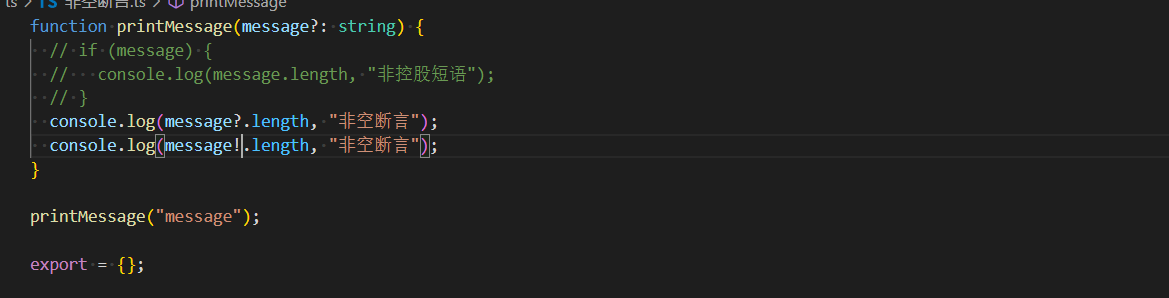 ts > TS 非空断言.ts > printMessage
function printMessage(message?: string) {
// if (message) {
//   console.log(message.length, "非控股短语");
// }
console.log(message?.length, "非空断言");
console.log(message!.length, "非空断言");
}
printMessage("message");
export = {};